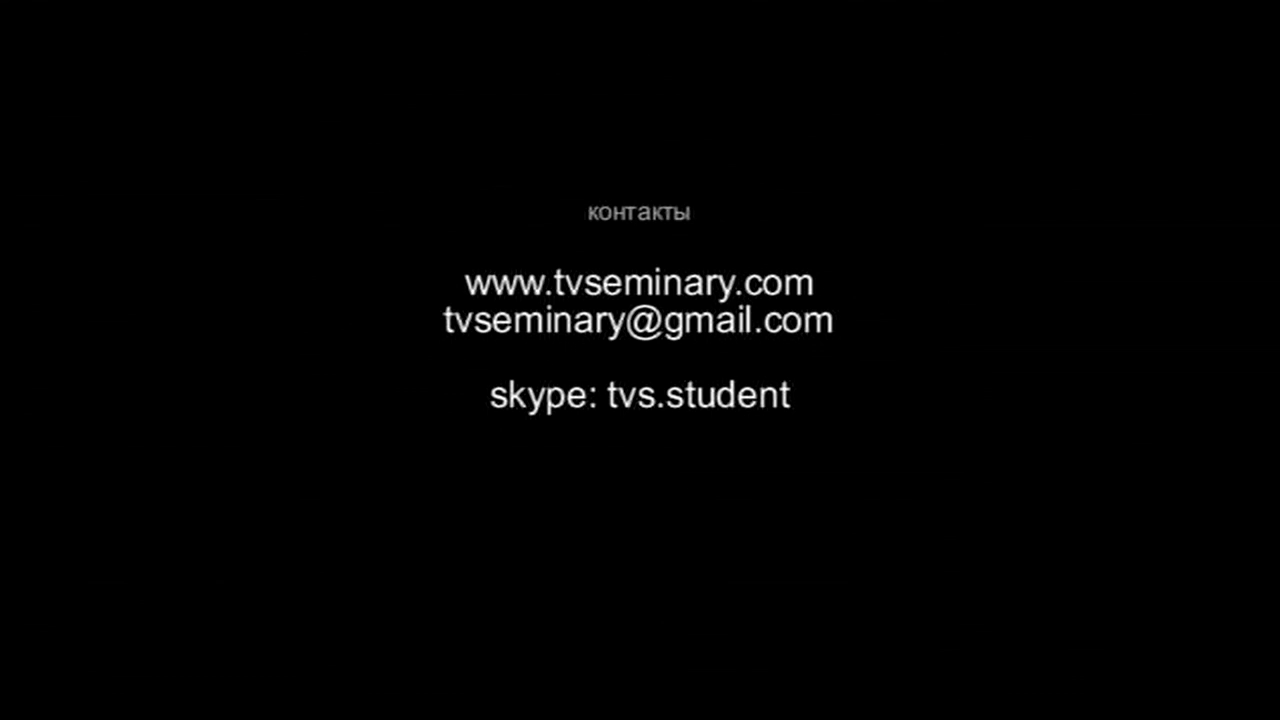 контакты
www.tvseminary.com
tvseminary@gmail.com
skype: tvs.student